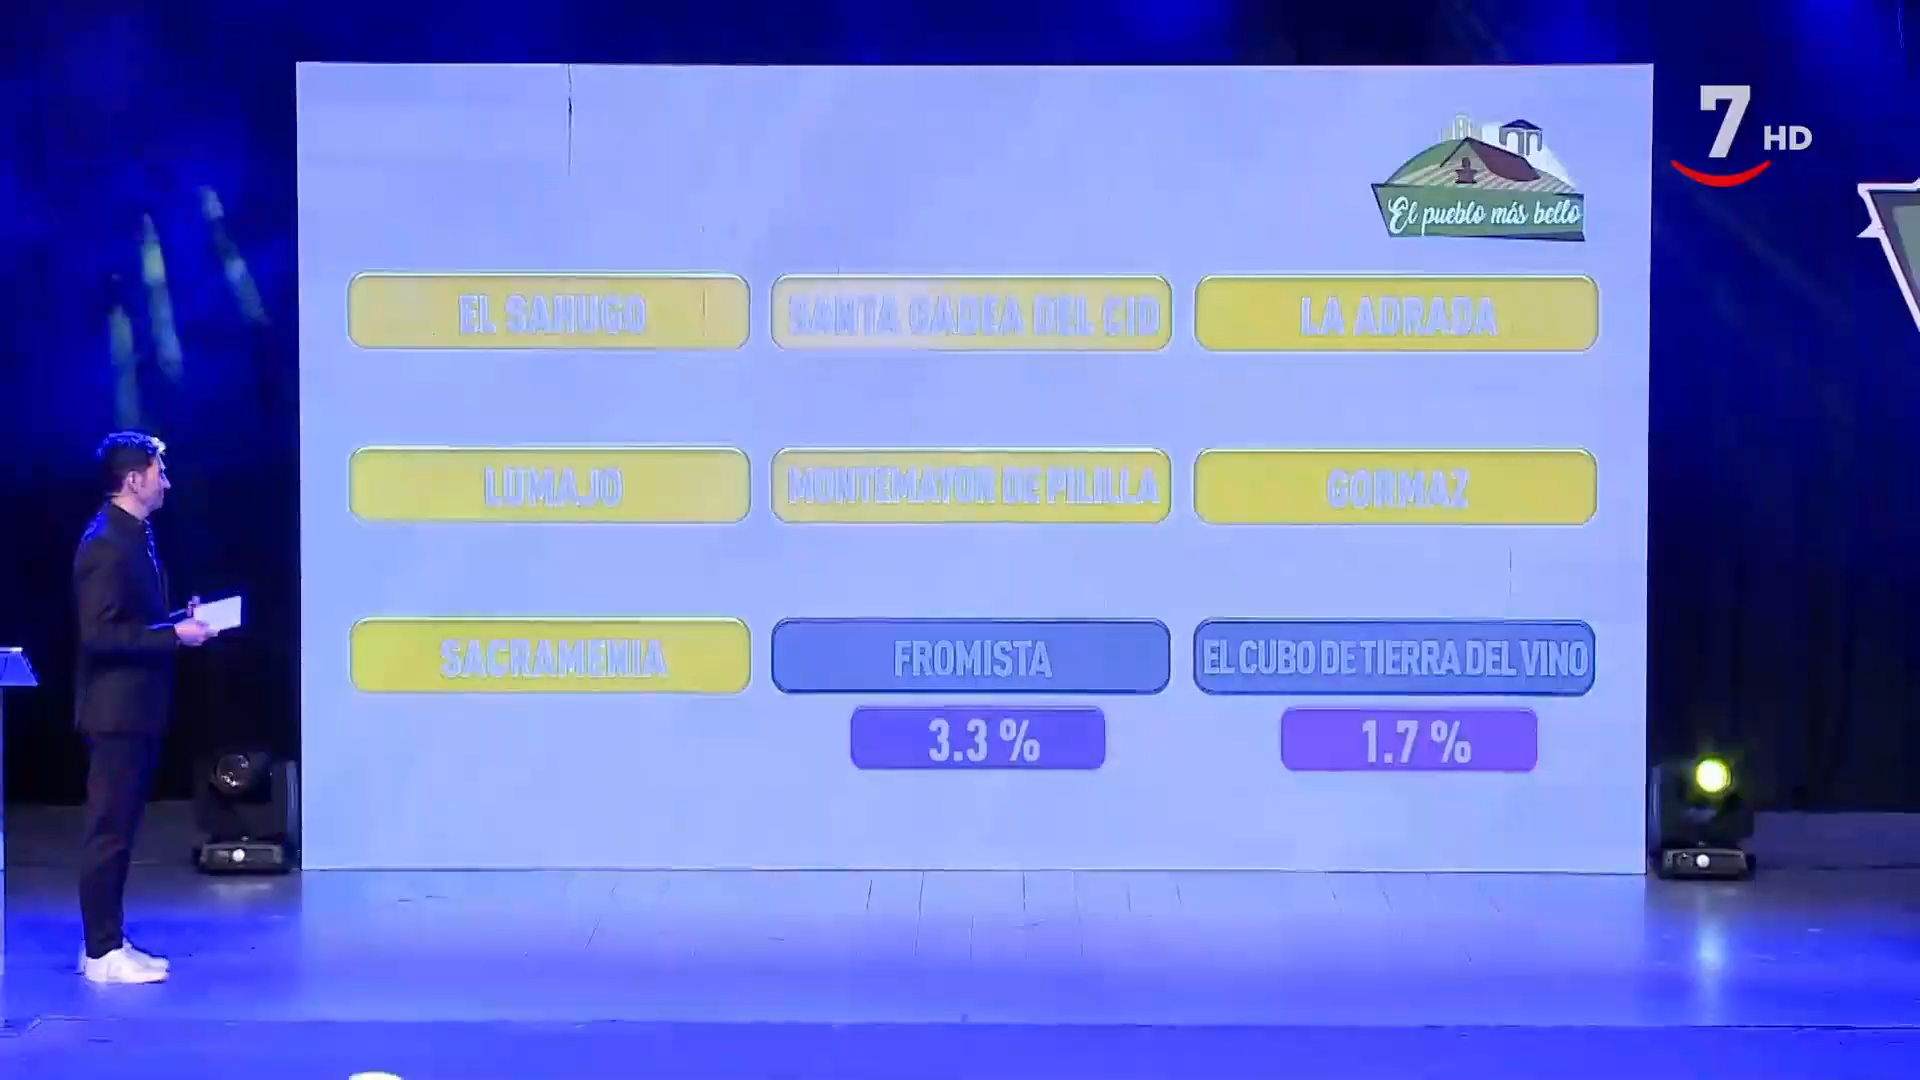 7 HD
El pueblo más bello
EL SAHUGO
SANTA GADEA DEL CID
LA ADRADA
LUMAJO
MONTEMAYOR DE PILILLA
GORMAZ
SACRAMENIA
FROMISTA
EL CUBO DE TIERRA DEL VINO
3.3 %
1.7 %